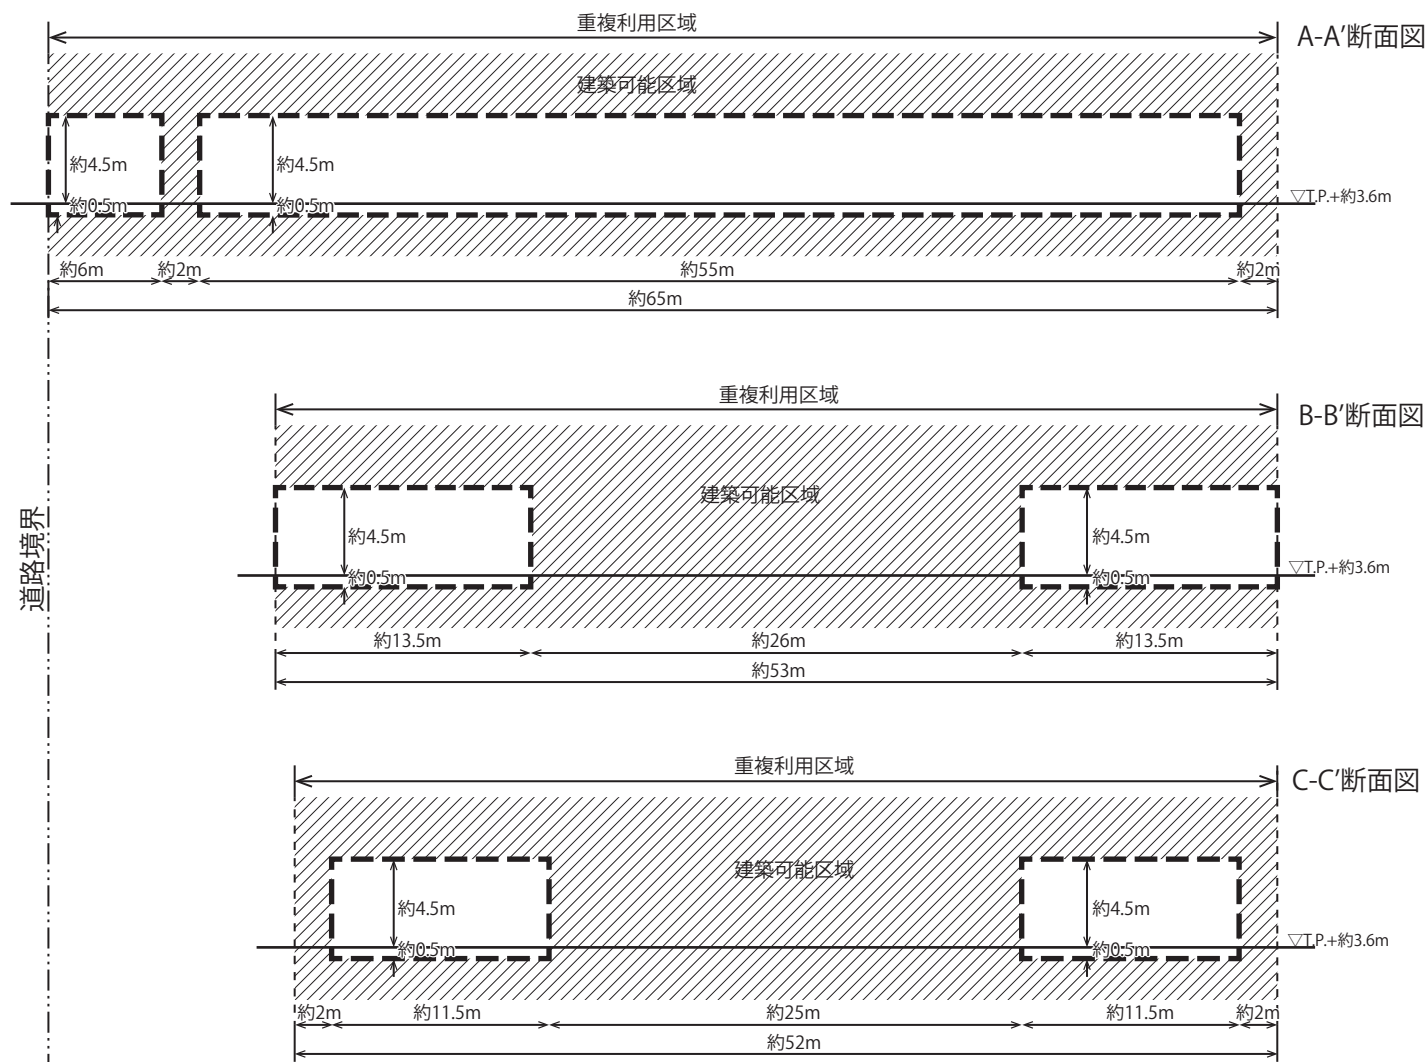 重複利用区域
A-A′断面図
建築可能区域
約4.5m
約4.5m
約0.5m
約0.5m
▽T.P.+約3.6m
約6m
約2m
約55m
約2m
約65m
重複利用区域
B-B′断面図
建築可能区域
約4.5m
約4.5m
約0.5m
約0.5m
▽T.P.+約3.6m
道路境界
約13.5m
約26m
約13.5m
約53m
重複利用区域
C-C′断面図
建築可能区域
約4.5m
約4.5m
約0.5m
約0.5m
▽T.P.+約3.6m
約2m
約11.5m
約25m
約11.5m
約2m
約52m